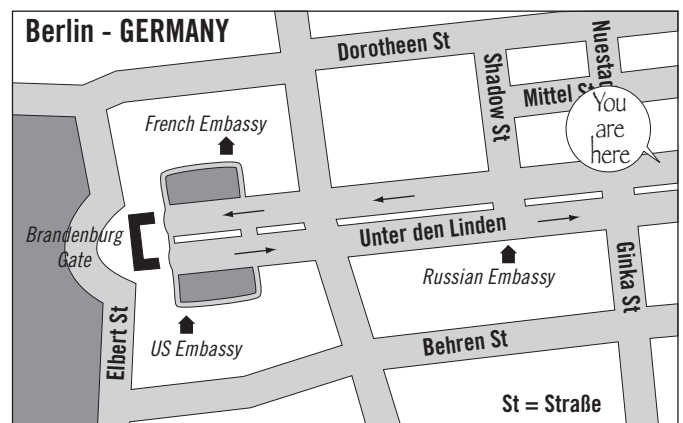 Berlin - GERMANY
Dorotheen St
Shadow St
Mittel St
French Embassy
You
are
here
Brandenburg
Gate
Unter den Linden
Russian Embassy
Ginka St
Elbert St
US Embassy
Behren St
St = Straße